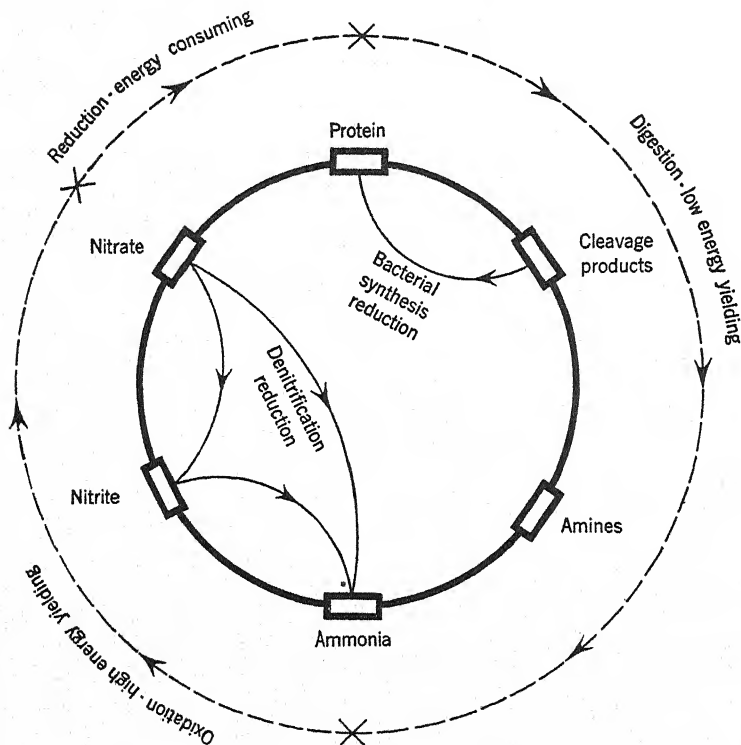 Reduction - energy consuming
Digestion - low energy yielding
Protein
Nitrate
Cleavage
products
Bacterial
synthesis
reduction
Denitrification
reduction
Nitrite
Amines
Ammonia
Oxidation - high energy yielding